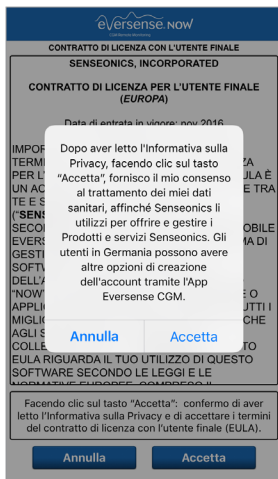 eversense. NOW
CGM Remote Monitoring
CONTRATTO DI LICENZA CON L'UTENTE FINALE
SENSEONICS, INCORPORATED
CONTRATTO DI LICENZA PER L'UTENTE FINALE
(EUROPA)
Data di entrata in vigore: nov 2016
Dopo aver letto l'Informativa sulla
Privacy, facendo clic sul tasto
“Accetta”, fornisco il mio consenso
al trattamento dei miei dati
sanitari, affinché Senseonics li
utilizzi per offrire e gestire i
Prodotti e servizi Senseonics. Gli
utenti in Germania possono avere
altre opzioni di creazione
dell'account tramite l'App
Eversense CGM.
Annulla Accetta
EULA RIGUARDA IL TUO UTILIZZO DI QUESTO
SOFTWARE SECONDO LE LEGGI E LE
NORMATIVE EUROPEE, COMPRESO IL
Facendo clic sul tasto “Accetta”: confermo di aver
letto l'Informativa sulla Privacy e di accettare i termini
del contratto di licenza con l'utente finale (EULA).
Annulla Accetta